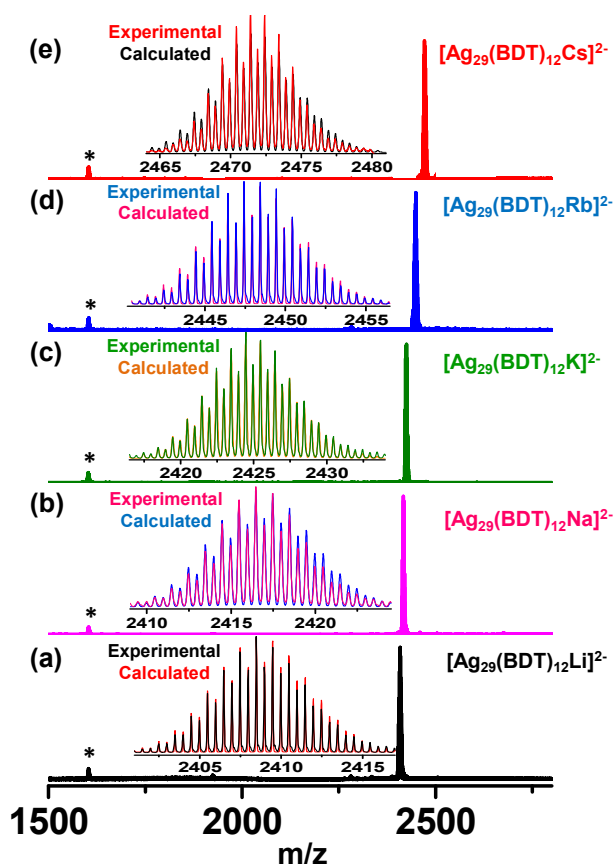 (e)
Experimental
Calculated
[Ag29(BDT)12Cs]2-
*
2465 2470 2475 2480
(d)
Experimental
Calculated
[Ag29(BDT)12Rb]2-
*
2445 2450 2455
(c)
Experimental
Calculated
[Ag29(BDT)12K]2-
*
2420 2425 2430
(b)
Experimental
Calculated
[Ag29(BDT)12Na]2-
*
2410 2415 2420
(a)
Experimental
Calculated
[Ag29(BDT)12Li]2-
*
2405 2410 2415
1500 2000 2500
m/z